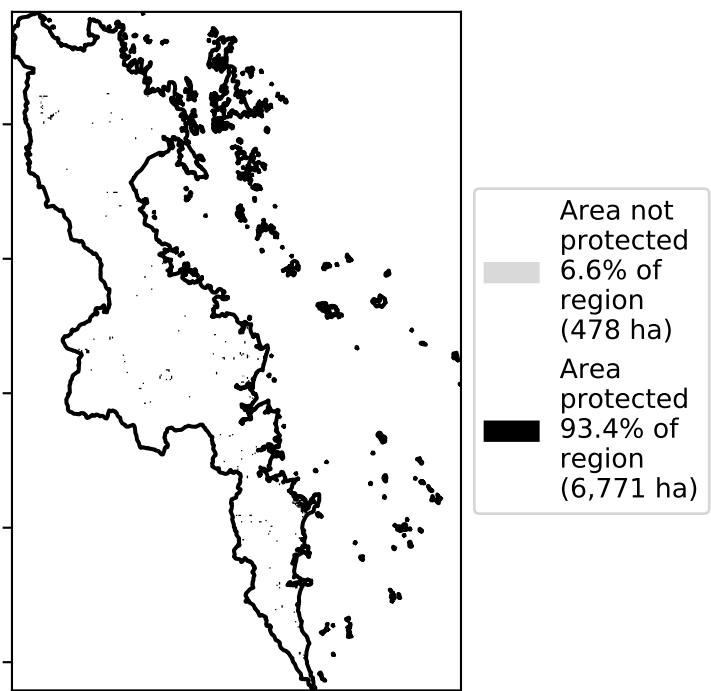 Area not
protected
6.6% of
region
(478 ha)
Area
protected
93.4% of
region
(6,771 ha)